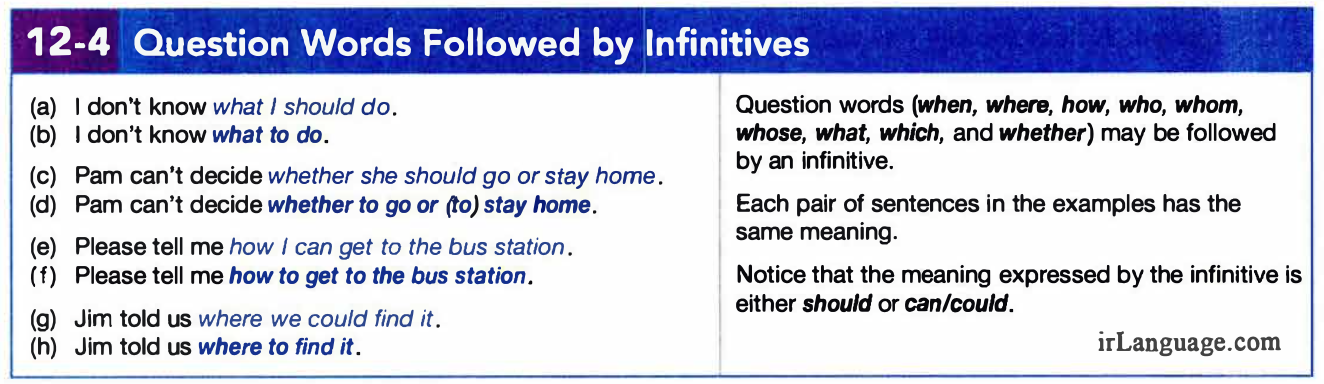 12-4 Question Words Followed by Infinitives
(a) I don't know what I should do.
(b) I don't know what to do.
(c) Pam can't decide whether she should go or stay home.
(d) Pam can't decide whether to go or (to) stay home.
(e) Please tell me how I can get to the bus station.
(f) Please tell me how to get to the bus station.
(g) Jim told us where we could find it.
(h) Jim told us where to find it.
Question words (when, where, how, who, whom,
whose, what, which, and whether) may be followed
by an infinitive.
Each pair of sentences in the examples has the
same meaning.
Notice that the meaning expressed by the infinitive is
either should or can/could.
irLanguage.com